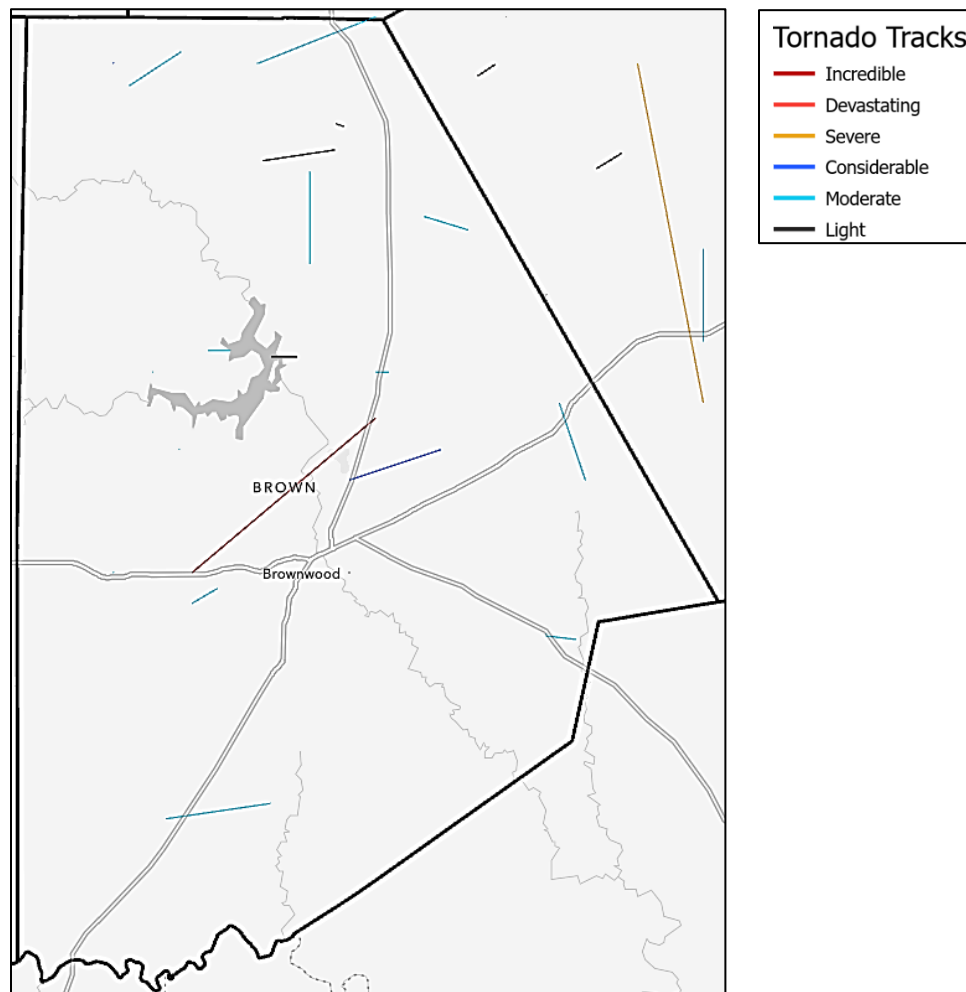 Tornado Tracks
Incredible
Devastating
Severe
Considerable
Moderate
Light
BROWN
Brownwood